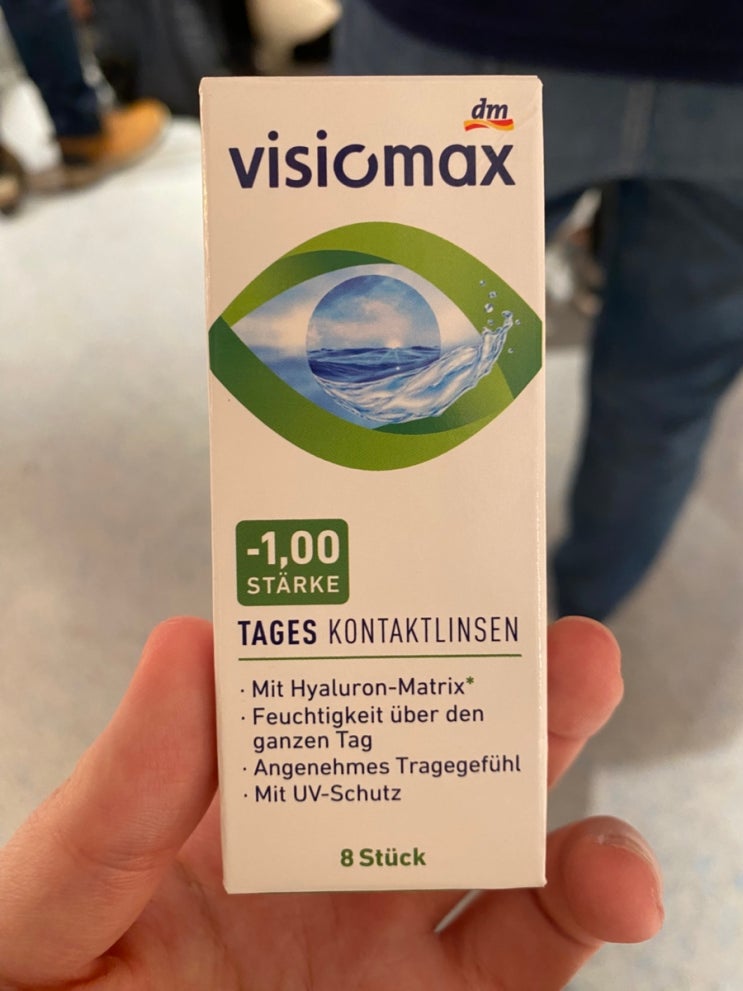 dm
visiomax
-1,00
STÄRKE
TAGES KONTAKTLINSEN
· Mit Hyaluron-Matrix*
· Feuchtigkeit über den
ganzen Tag
· Angenehmes Tragegefühl
· Mit UV-Schutz
8 Stück